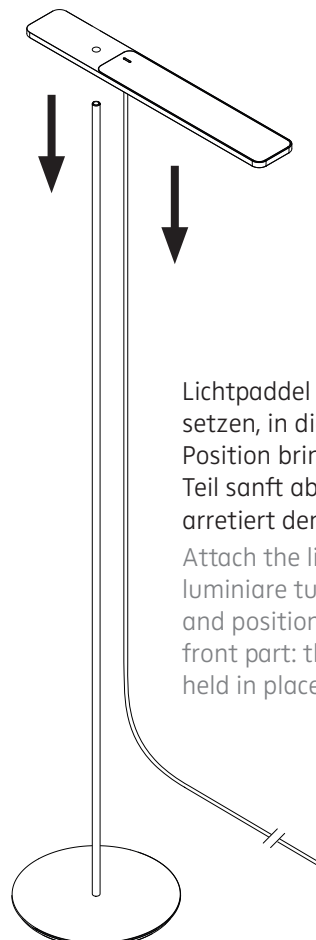 Lichtpaddel
setzen, in di
Position brin
Teil sanft ab
arretiert der
Attach the li
luminiare tu
and position
front part: th
held in place